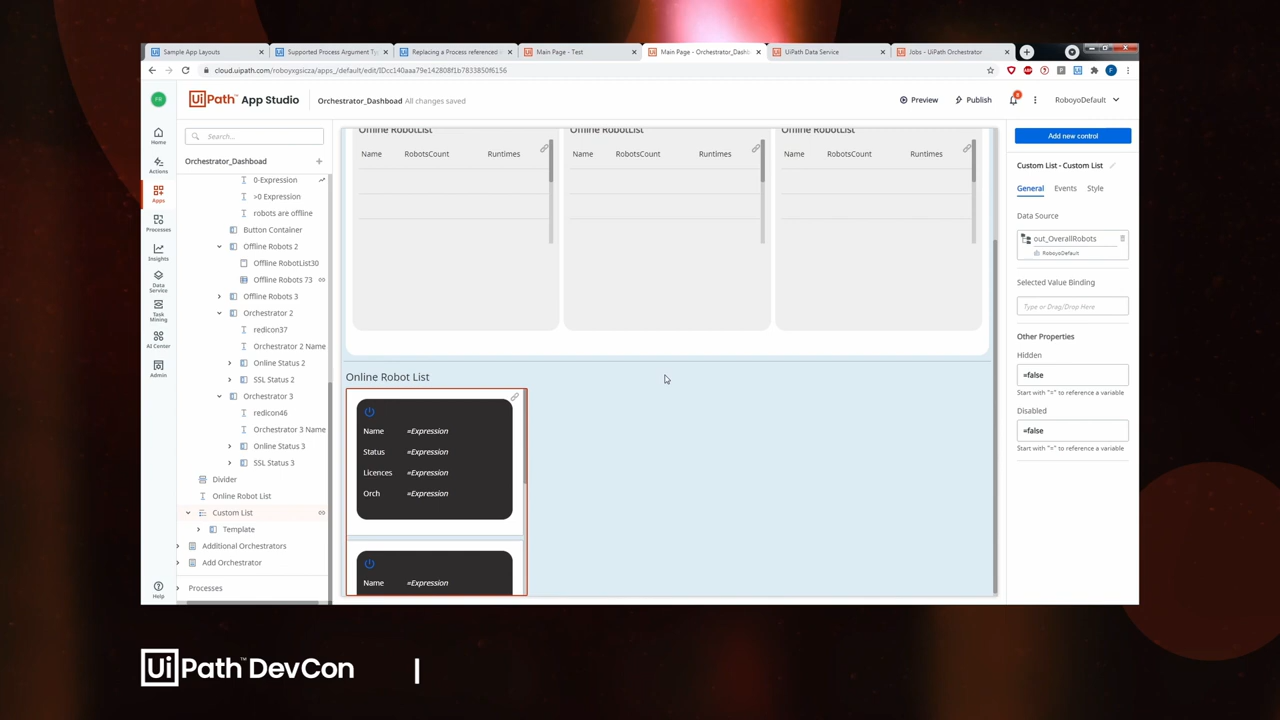 Sample App Layouts
Supported Process Argument Ty
Replacing a Process referenced
Main Page - Test
Main Page - Orchestrator_Dashb
UiPath Data Service
Jobs - UiPath Orchestrator
cloud.uipath.com/roboyxgsicza/apps_/default/edit/IDcc140aaa79e142808f1b7833850f6156
FR
UiPath™ App Studio
Orchestrator_Dashboad All changes saved
Preview
Publish
RoboyoDefault
Home
Actions
Apps
Processes
Insights
Data Service
Task Mining
AI Center
Admin
Help
Search...
Orchestrator_Dashboad
0-Expression
>0 Expression
robots are offline
Button Container
Offline Robots 2
Offline RobotList30
Offline Robots 73
Offline Robots 3
Orchestrator 2
redicon37
Orchestrator 2 Name
Online Status 2
SSL Status 2
Orchestrator 3
redicon46
Orchestrator 3 Name
Online Status 3
SSL Status 3
Divider
Online Robot List
Custom List
Template
Additional Orchestrators
Add Orchestrator
Processes
Offline RobotList Offline RobotList Offline RobotList
Name RobotsCount Runtimes Name RobotsCount Runtimes Name RobotsCount Runtimes
Online Robot List
Name =Expression
Status =Expression
Licences =Expression
Orch =Expression
Name =Expression
Add new control
Custom List - Custom List
General Events Style
Data Source
out_OverallRobots
RoboyoDefault
Selected Value Binding
Type or Drag/Drop Here
Other Properties
Hidden
=false
Start with "=" to reference a variable
Disabled
=false
Start with "=" to reference a variable
UiPath™ DevCon